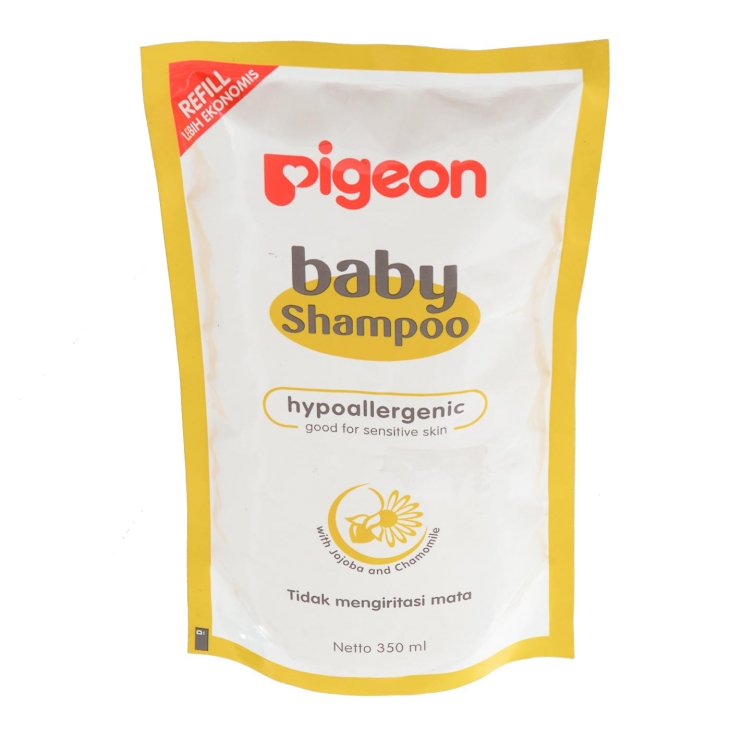 REFILL
LEBIH EKONOMIS
pigeon
baby
Shampoo
hypoallergenic
good for sensitive skin
with Jojoba and Chamomile
Tidak mengiritasi mata
Netto 350 ml